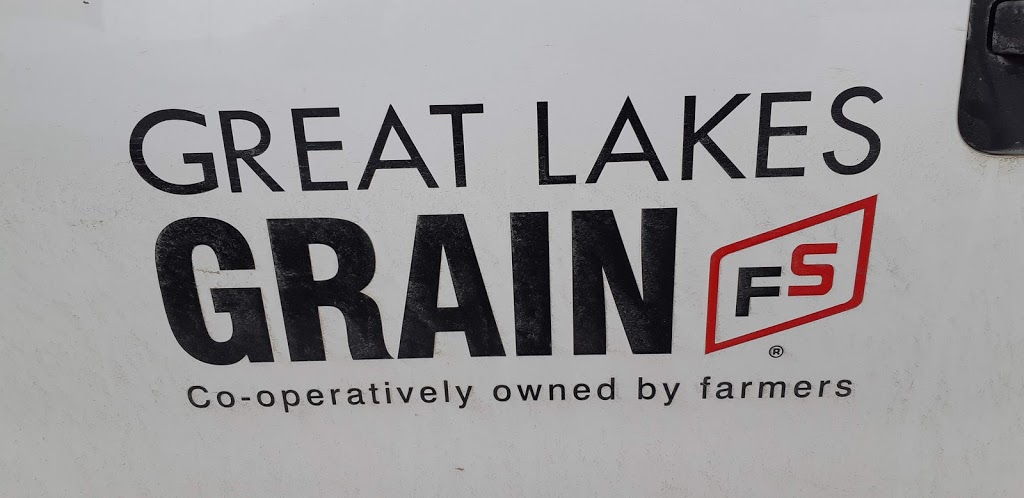 GREAT LAKES
GRAIN FS®
Co-operatively owned by farmers